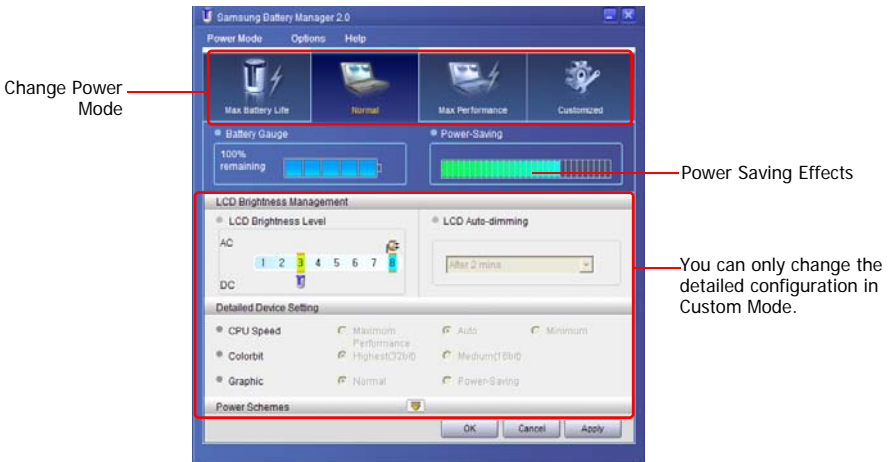 Samsung Battery Manager 2.0
Power Mode Options Help
Change Power
Mode
Max Battery Life Normal Max Performance Customized
Battery Gauge Power-Saving
100%
remaining
Power Saving Effects
LCD Brightness Management
LCD Brightness Level LCD Auto-dimming
AC
1 2 3 4 5 6 7 8
After 2 mins
DC
You can only change the
detailed configuration in
Custom Mode.
Detailed Device Setting
CPU Speed Maximum Performance Auto Minimum
Colorbit Highest(32bit) Medium(16bit)
Graphic Normal Power-Saving
Power Schemes
OK Cancel Apply